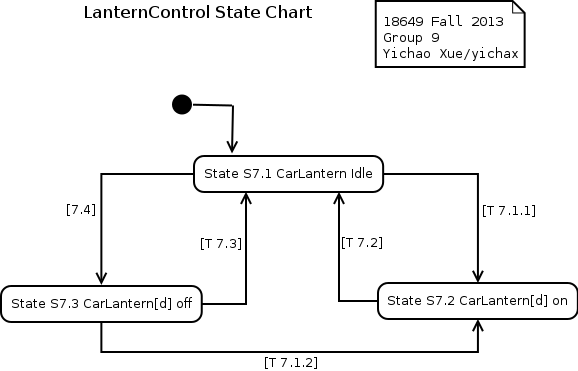 LanternControl State Chart
18649 Fall 2013
Group 9
Yichao Xue/yichax
State S7.1 CarLantern Idle
[7.4]
[T 7.1.1]
[T 7.3]
[T 7.2]
State S7.3 CarLantern[d] off
State S7.2 CarLantern[d] on
[T 7.1.2]